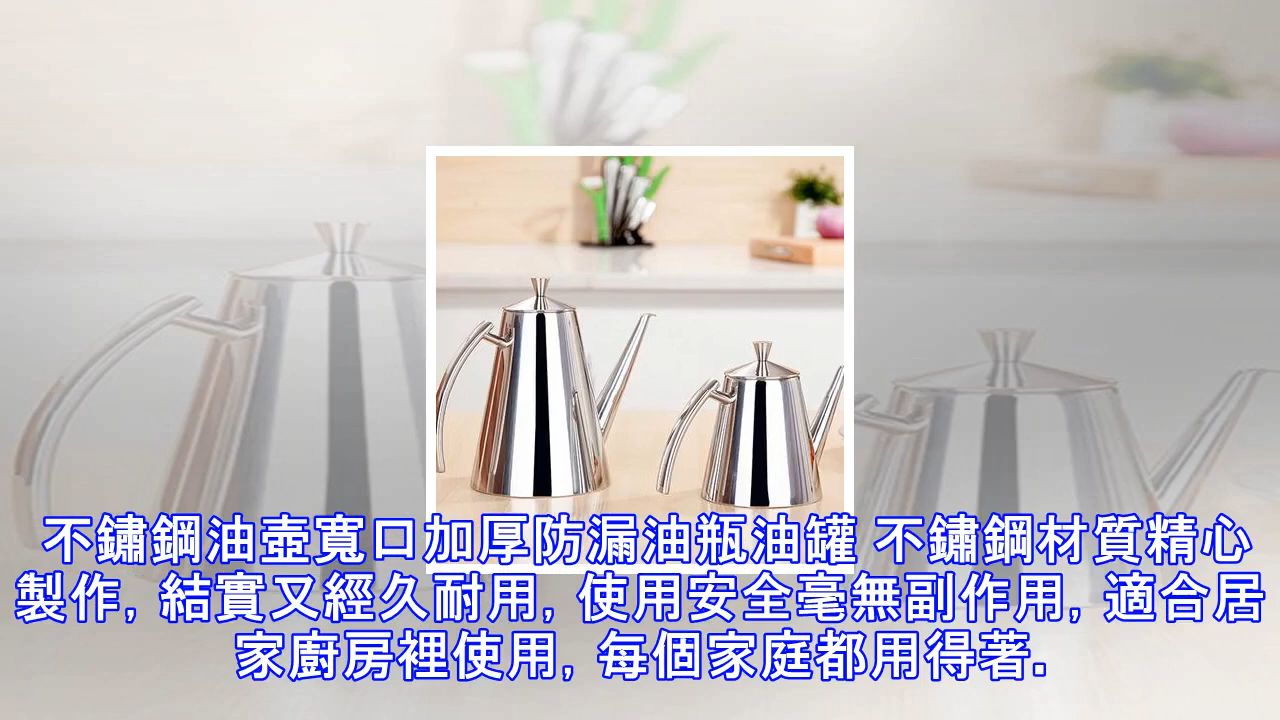 不鏽鋼油壺寬口加厚防漏油瓶油罐 不鏽鋼材質精心
製作, 結實又經久耐用, 使用安全毫無副作用, 適合居
家廚房裡使用, 每個家庭都用得著.